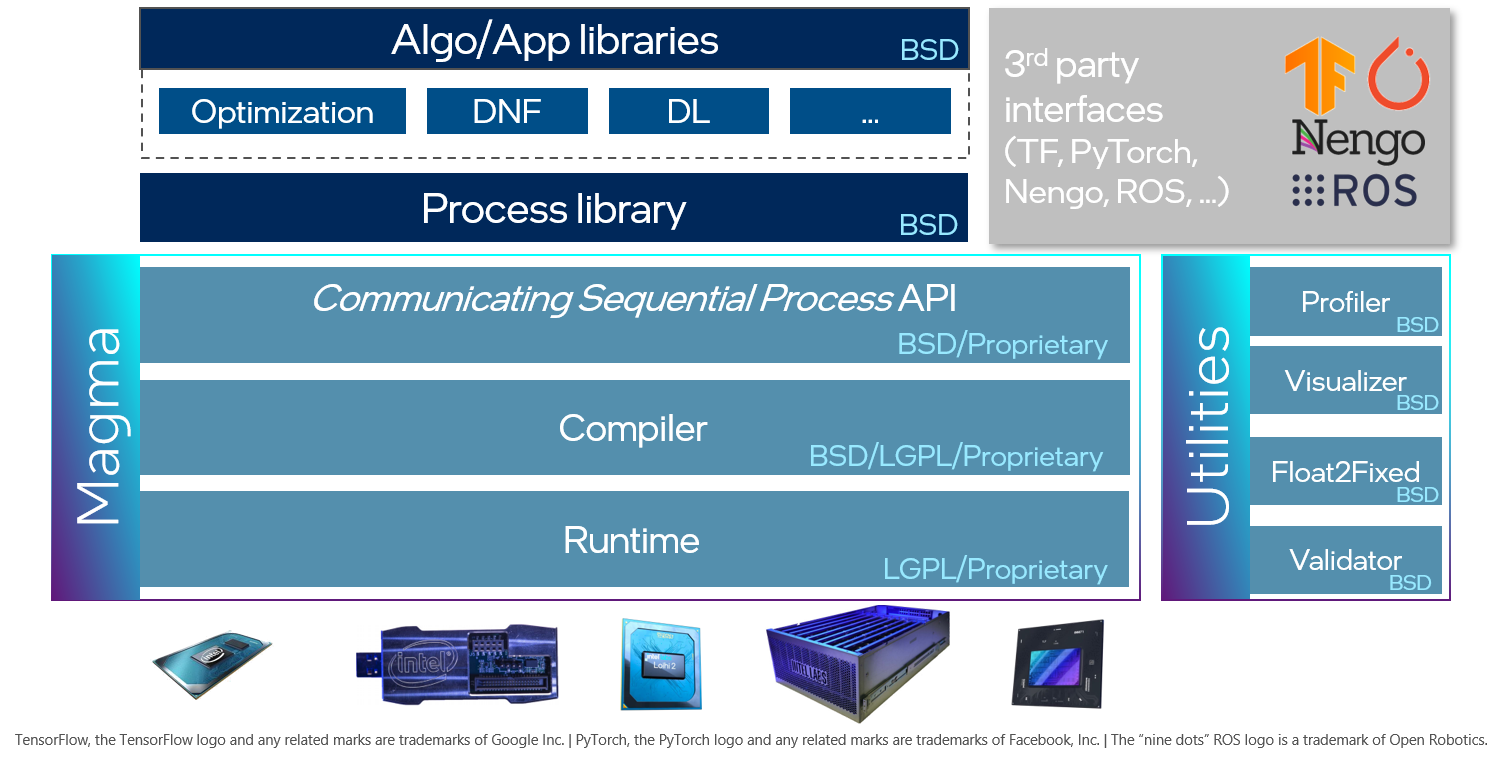 Algo/App libraries
BSD
Optimization
DNF
DL
...
Process library
BSD
3rd party
interfaces
(TF, PyTorch,
Nengo, ROS, ...)
TF
Nengo
ROS
Magma
Communicating Sequential Process API
BSD/Proprietary
Compiler
BSD/LGPL/Proprietary
Runtime
LGPL/Proprietary
Utilities
Profiler
BSD
Visualizer
BSD
Float2Fixed
BSD
Validator
BSD
intel
intel
intel
Loihi 2
INTEL LABS
TensorFlow, the TensorFlow logo and any related marks are trademarks of Google Inc. | PyTorch, the PyTorch logo and any related marks are trademarks of Facebook, Inc. | The “nine dots” ROS logo is a trademark of Open Robotics.